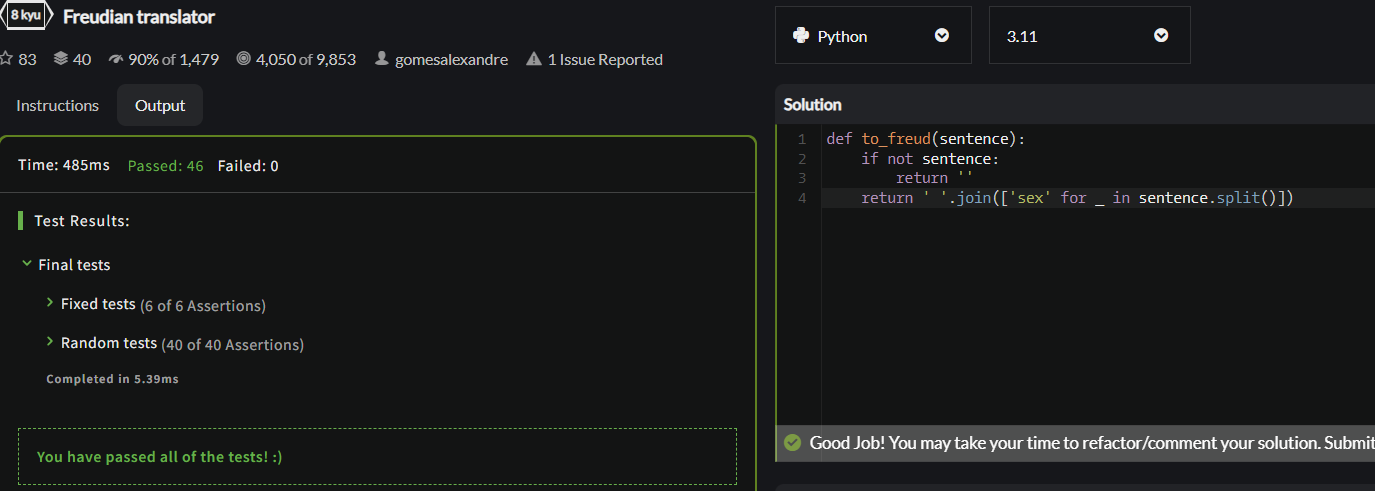 8 kyu Freudian translator
83 40 90% of 1,479 4,050 of 9,853 gomesalexandre 1 Issue Reported
Instructions Output
Time: 485ms Passed: 46 Failed: 0
Test Results:
Final tests
Fixed tests (6 of 6 Assertions)
Random tests (40 of 40 Assertions)
Completed in 5.39ms
You have passed all of the tests! :)
Python 3.11
Solution
1 def to_freud(sentence):
2     if not sentence:
3         return ''
4     return ' '.join(['sex' for _ in sentence.split()])
Good Job! You may take your time to refactor/comment your solution. Submit